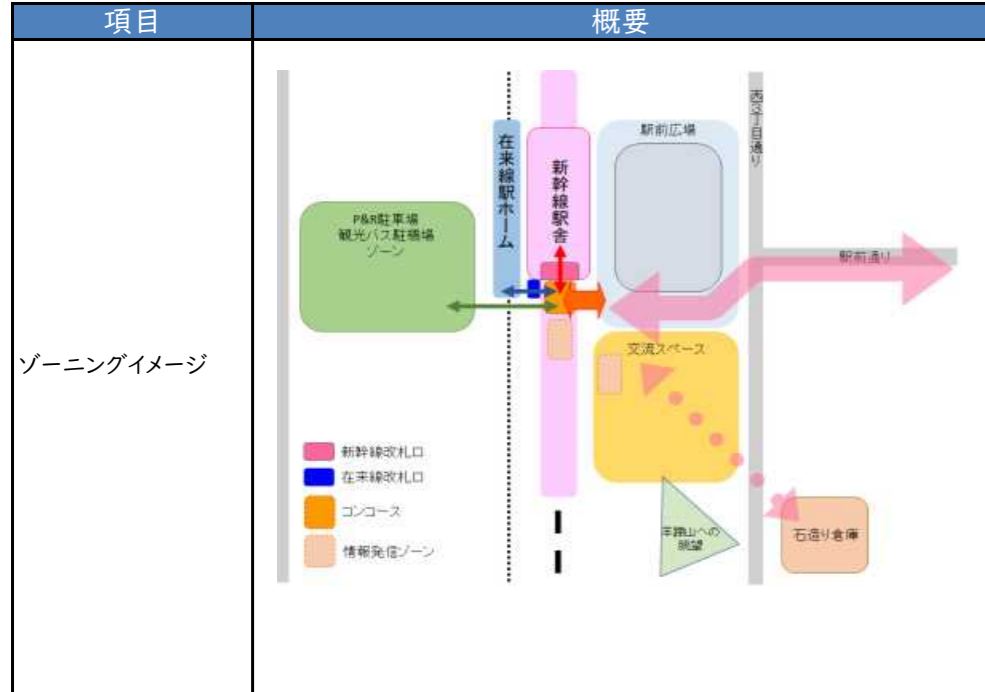 項目
概要
ゾーニングイメージ
西3丁目通り
駅前広場
在来線駅ホーム
新幹線駅舎
P&R駐車場
観光バス駐機場
ゾーン
駅前通り
交流スペース
新幹線改札口
在来線改札口
コンコース
情報発信ゾーン
羊蹄山への
眺望
石造り倉庫